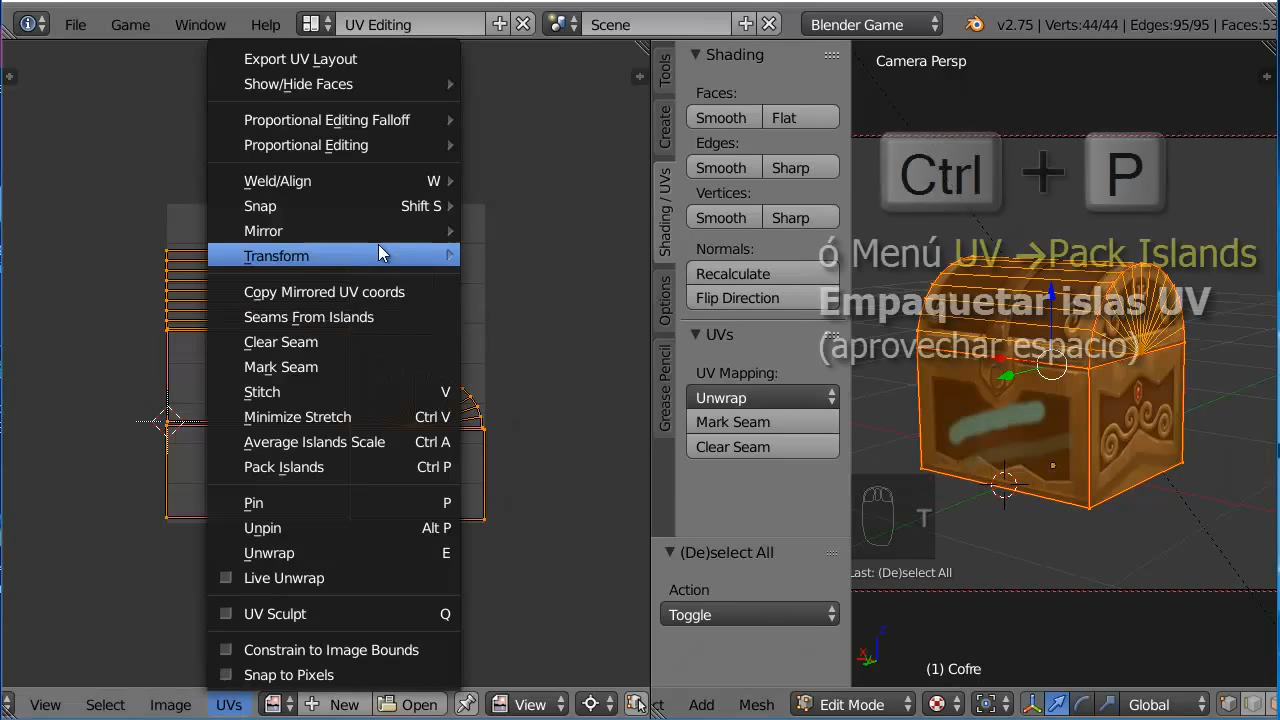 File Game Window Help UV Editing Scene Blender Game v2.75 | Verts:44/44 | Edges:95/95 | Faces:53
Export UV Layout
Show/Hide Faces
Proportional Editing Falloff
Proportional Editing
Weld/Align W
Snap Shift S
Mirror
Transform
Copy Mirrored UV coords
Seams From Islands
Clear Seam
Mark Seam
Stitch V
Minimize Stretch Ctrl V
Average Islands Scale Ctrl A
Pack Islands Ctrl P
Pin P
Unpin Alt P
Unwrap E
Live Unwrap
UV Sculpt Q
Constrain to Image Bounds
Snap to Pixels
View Select Image UVs New Open View
Tools
Create
Shading / UVs
Options
Grease Pencil
Shading
Faces:
Smooth Flat
Edges:
Smooth Sharp
Vertices:
Smooth Sharp
Normals:
Recalculate
Flip Direction
UVs
UV Mapping:
Unwrap
Mark Seam
Clear Seam
(De)select All
Action
Toggle
Camera Persp
Ctrl + P
ó Menú UV →Pack Islands
Empaquetar islas UV
(aprovechar espacio)
T
Last: (De)select All
z
x
y
(1) Cofre
ct Add Mesh Edit Mode Global